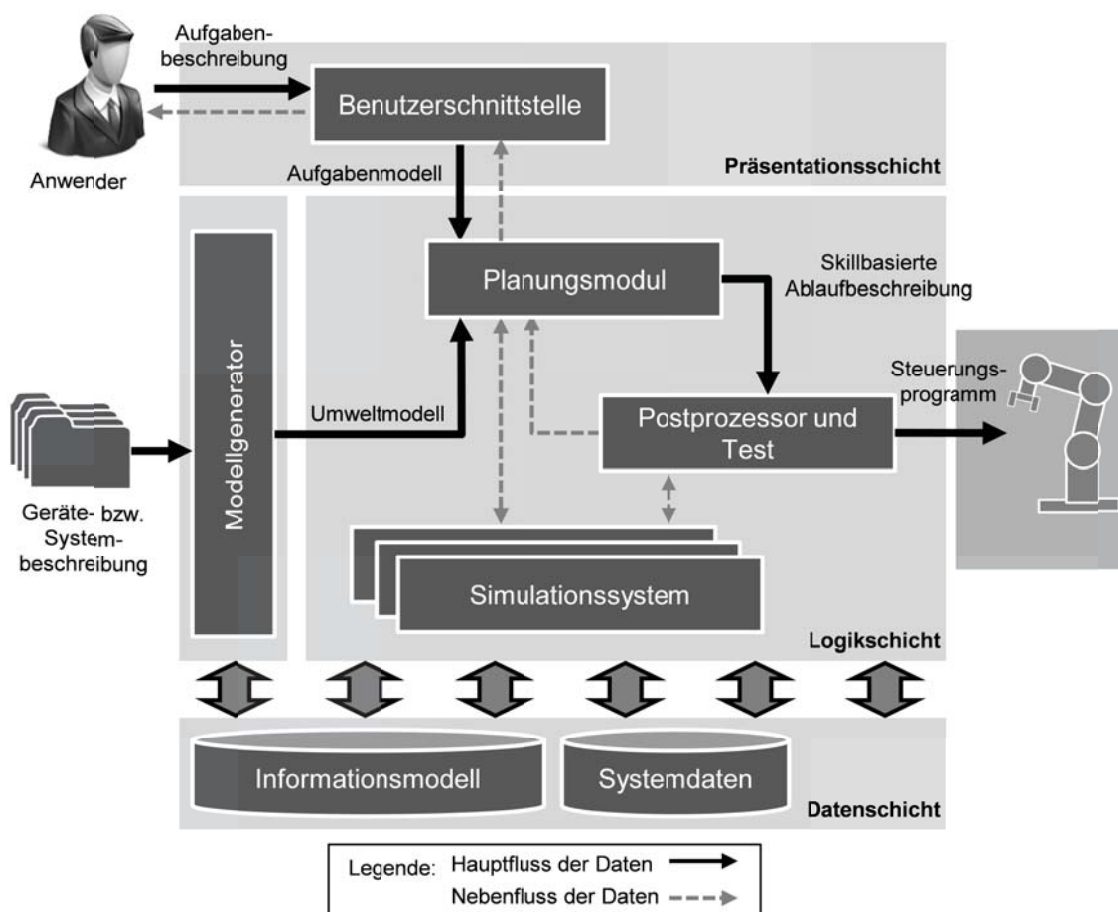 Aufgaben-
beschreibung
Benutzerschnittstelle
Anwender
Aufgabenmodell
Präsentationsschicht
Planungsmodul
Skillbasierte
Ablaufbeschreibung
Modellgenerator
Umweltmodell
Postprozessor und
Test
Steuerungs-
programm
Geräte- bzw.
System-
beschreibung
Simulationssystem
Logikschicht
Informationsmodell
Systemdaten
Datenschicht
Legende: Hauptfluss der Daten
Nebenfluss der Daten